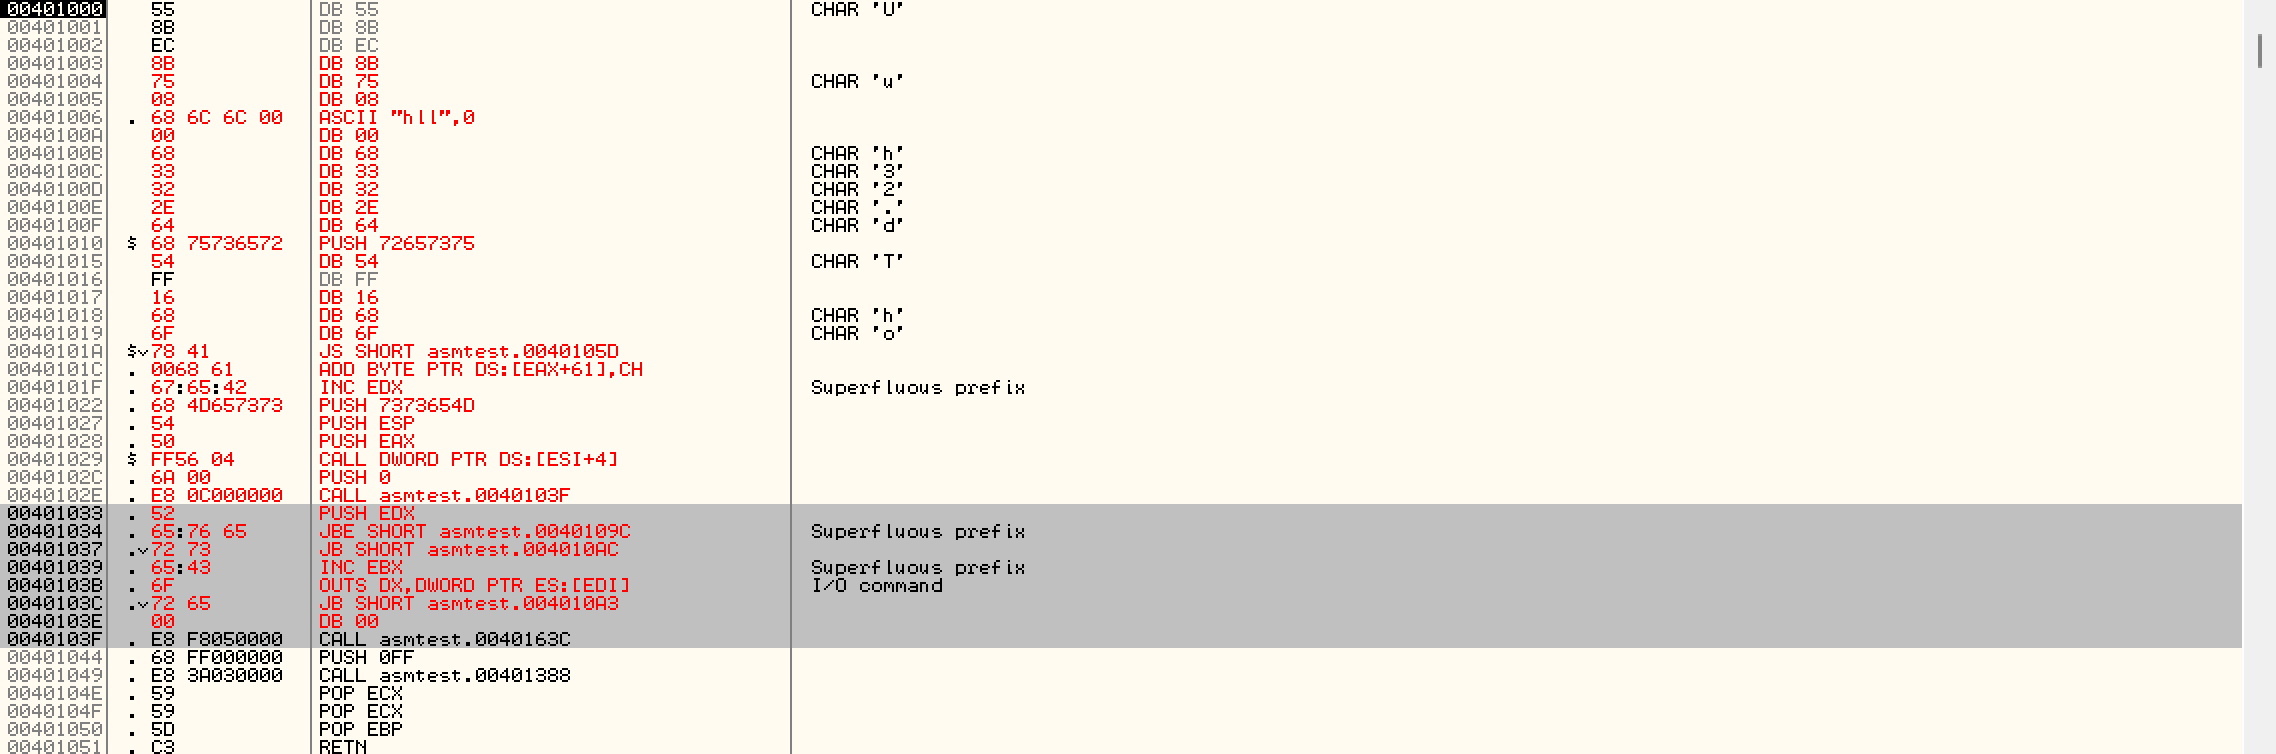 00401000 55 DB 55 CHAR 'U'
00401001 8B DB 8B
00401002 EC DB EC
00401003 8B DB 8B
00401004 75 DB 75 CHAR 'u'
00401005 08 DB 08
00401006 . 68 6C 6C 00 ASCII "hll",0
0040100A 00 DB 00
0040100B 68 DB 68 CHAR 'h'
0040100C 33 DB 33 CHAR '3'
0040100D 32 DB 32 CHAR '2'
0040100E 2E DB 2E CHAR '.'
0040100F 64 DB 64 CHAR 'd'
00401010 $ 68 75736572 PUSH 72657375
00401015 54 DB 54 CHAR 'T'
00401016 FF DB FF
00401017 16 DB 16
00401018 68 DB 68 CHAR 'h'
00401019 6F DB 6F CHAR 'o'
0040101A $˅78 41 JS SHORT asmtest.0040105D
0040101C . 0068 61 ADD BYTE PTR DS:[EAX+61],CH
0040101F . 67:65:42 INC EDX Superfluous prefix
00401022 . 68 4D657373 PUSH 7373654D
00401027 . 54 PUSH ESP
00401028 . 50 PUSH EAX
00401029 $ FF56 04 CALL DWORD PTR DS:[ESI+4]
0040102C . 6A 00 PUSH 0
0040102E . E8 0C000000 CALL asmtest.0040103F
00401033 . 52 PUSH EDX
00401034 . 65:76 65 JBE SHORT asmtest.0040109C Superfluous prefix
00401037 .˅72 73 JB SHORT asmtest.004010AC
00401039 . 65:43 INC EBX Superfluous prefix
0040103B . 6F OUTS DX,DWORD PTR ES:[EDI] I/O command
0040103C .˅72 65 JB SHORT asmtest.004010A3
0040103E 00 DB 00
0040103F . E8 F8050000 CALL asmtest.0040163C
00401044 . 68 FF000000 PUSH 0FF
00401049 . E8 3A030000 CALL asmtest.00401388
0040104E . 59 POP ECX
0040104F . 59 POP ECX
00401050 . 5D POP EBP
00401051 . C3 RETN